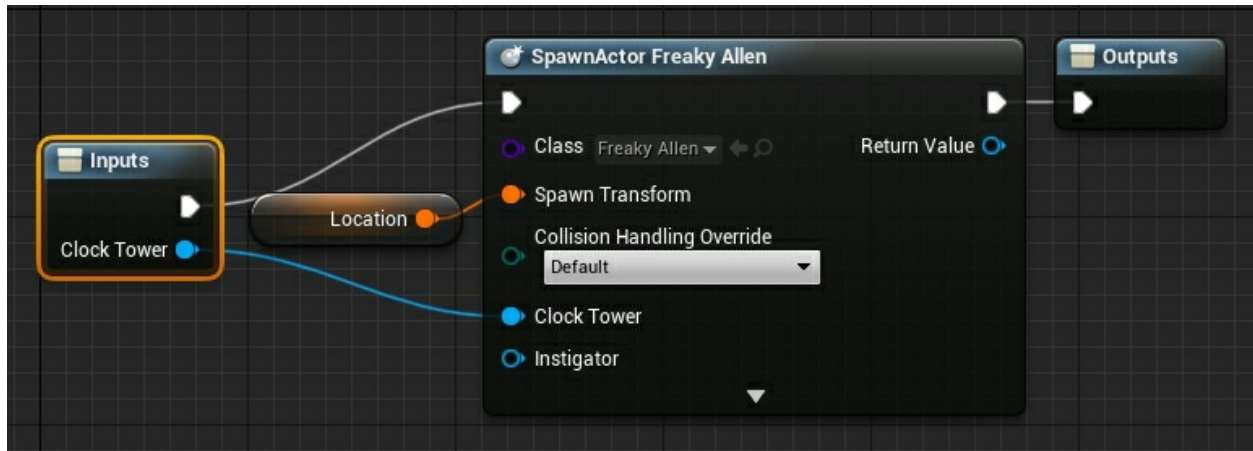 Inputs
Clock Tower
Location
SpawnActor Freaky Allen
Class Freaky Allen
Return Value
Spawn Transform
Collision Handling Override
Default
Clock Tower
Instigator
Outputs